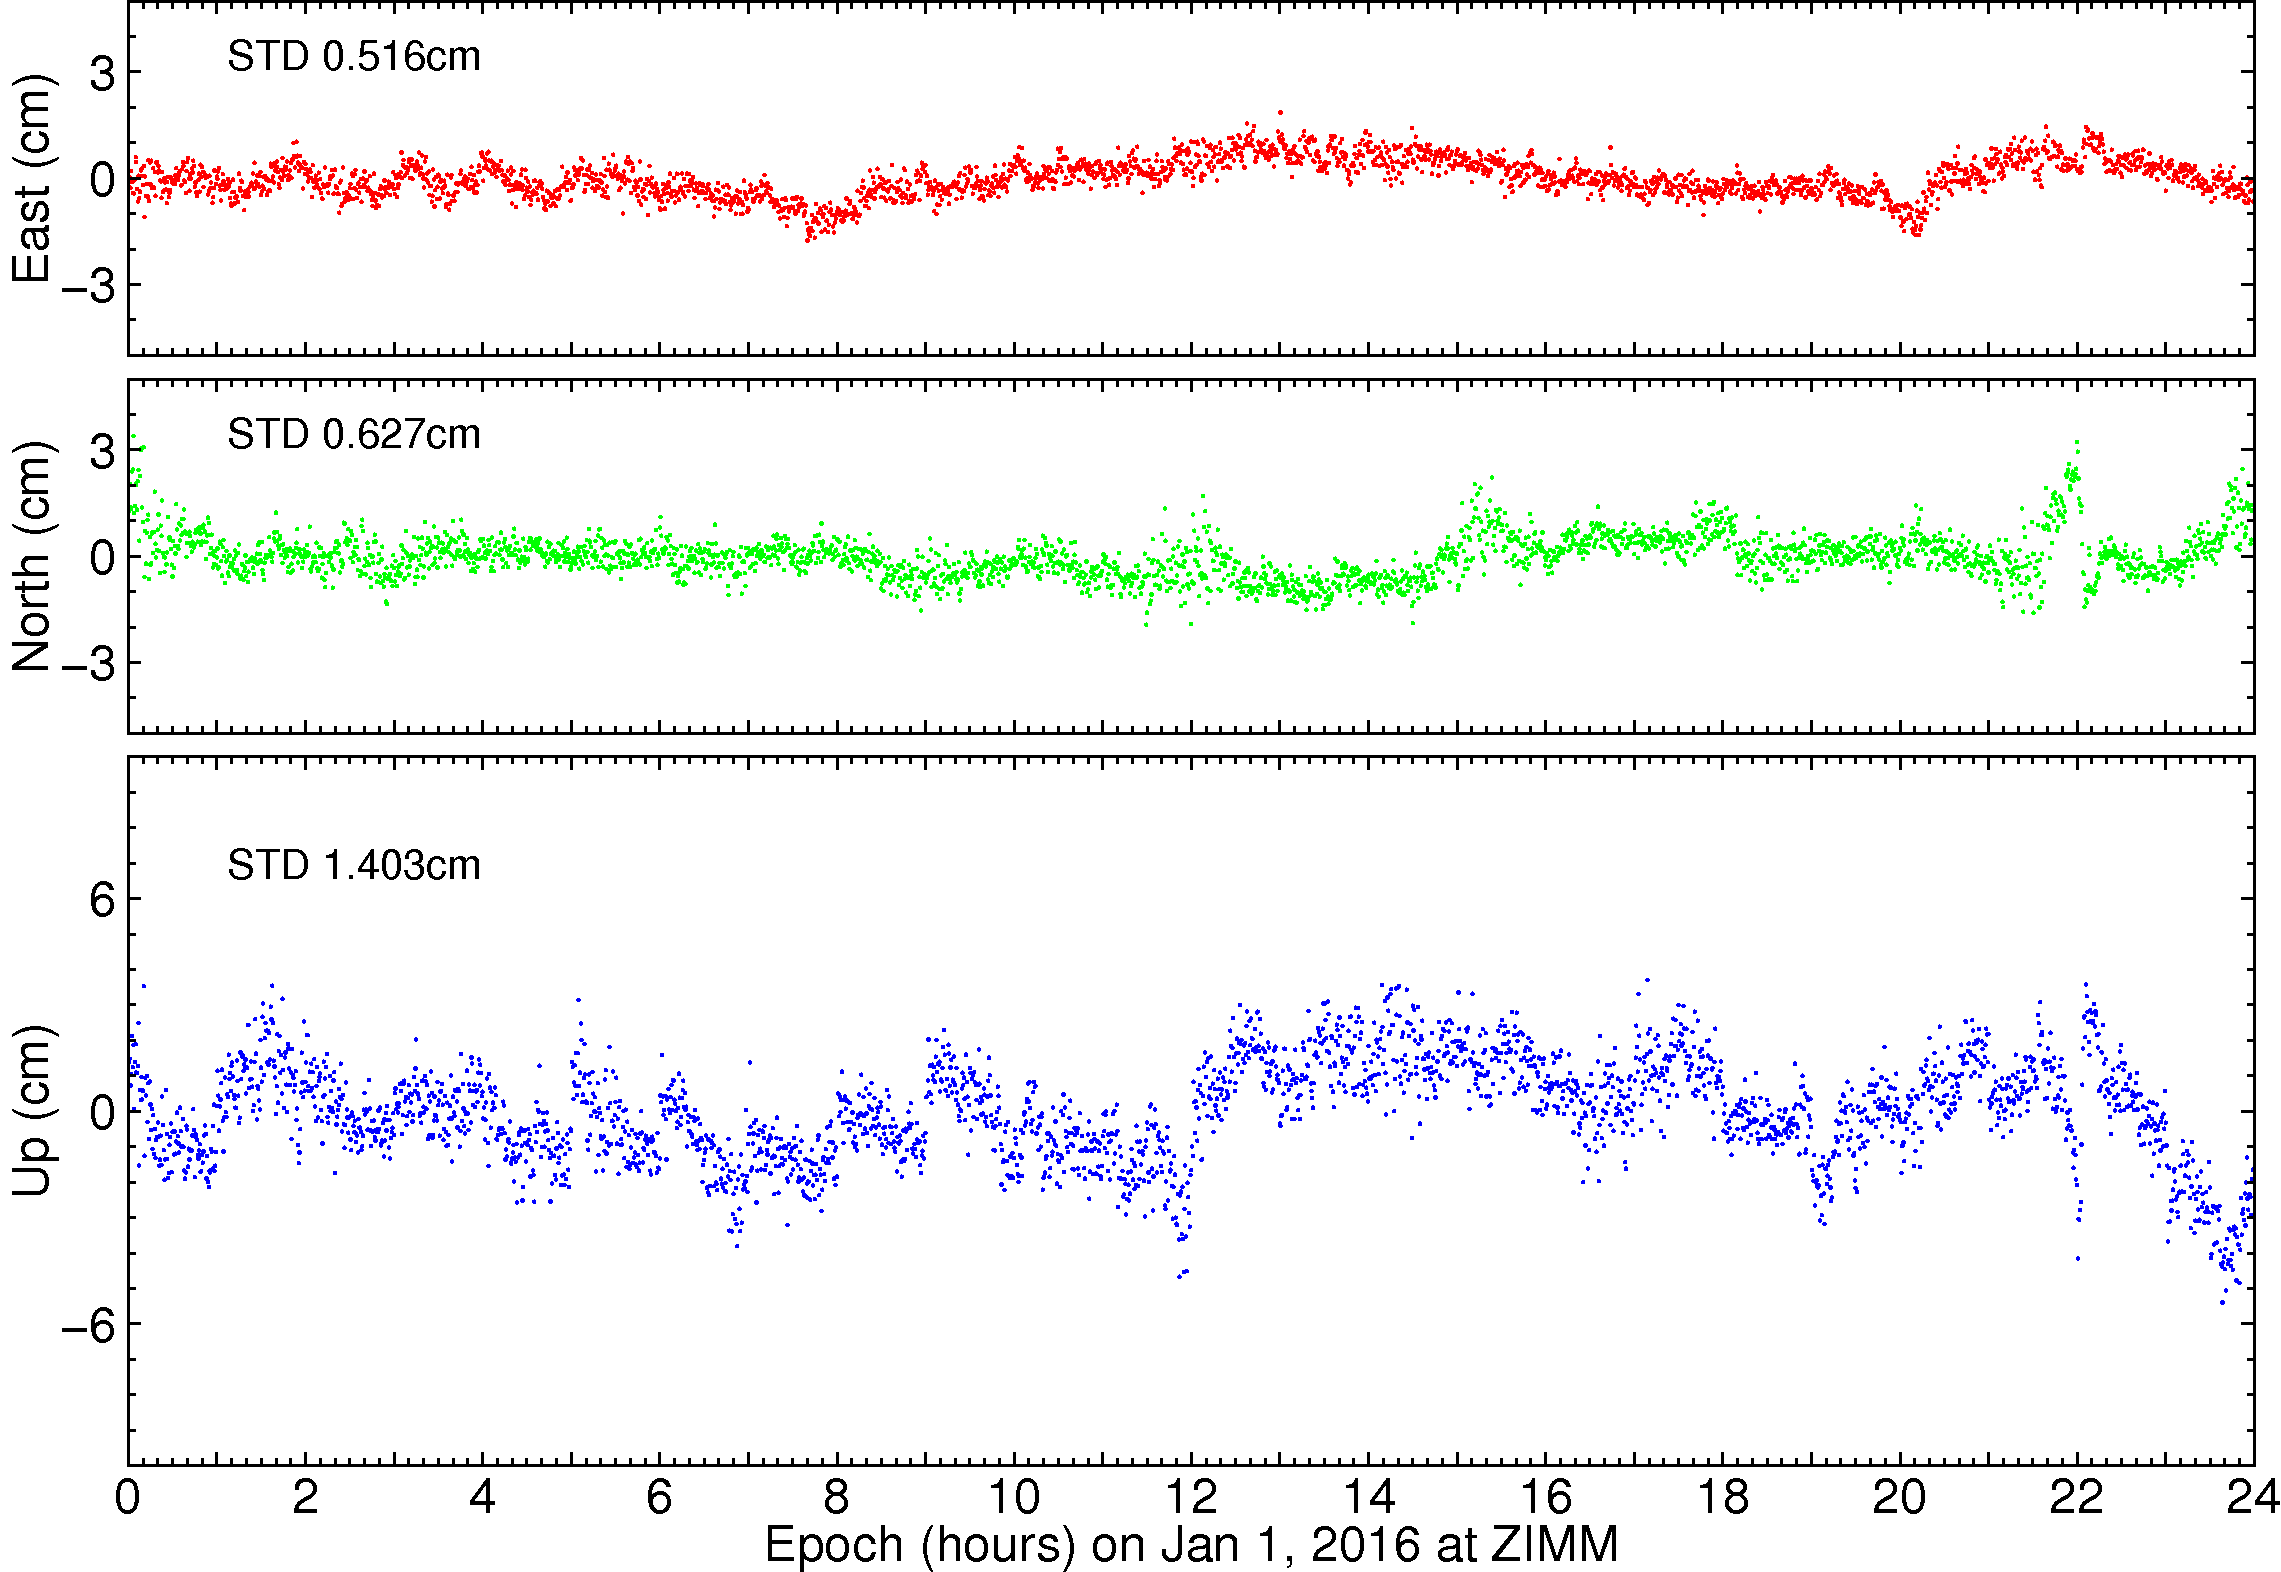 East (cm)
3
0
−3
STD 0.516cm
North (cm)
3
0
−3
STD 0.627cm
Up (cm)
6
0
−6
STD 1.403cm
0 2 4 6 8 10 12 14 16 18 20 22 24
Epoch (hours) on Jan 1, 2016 at ZIMM